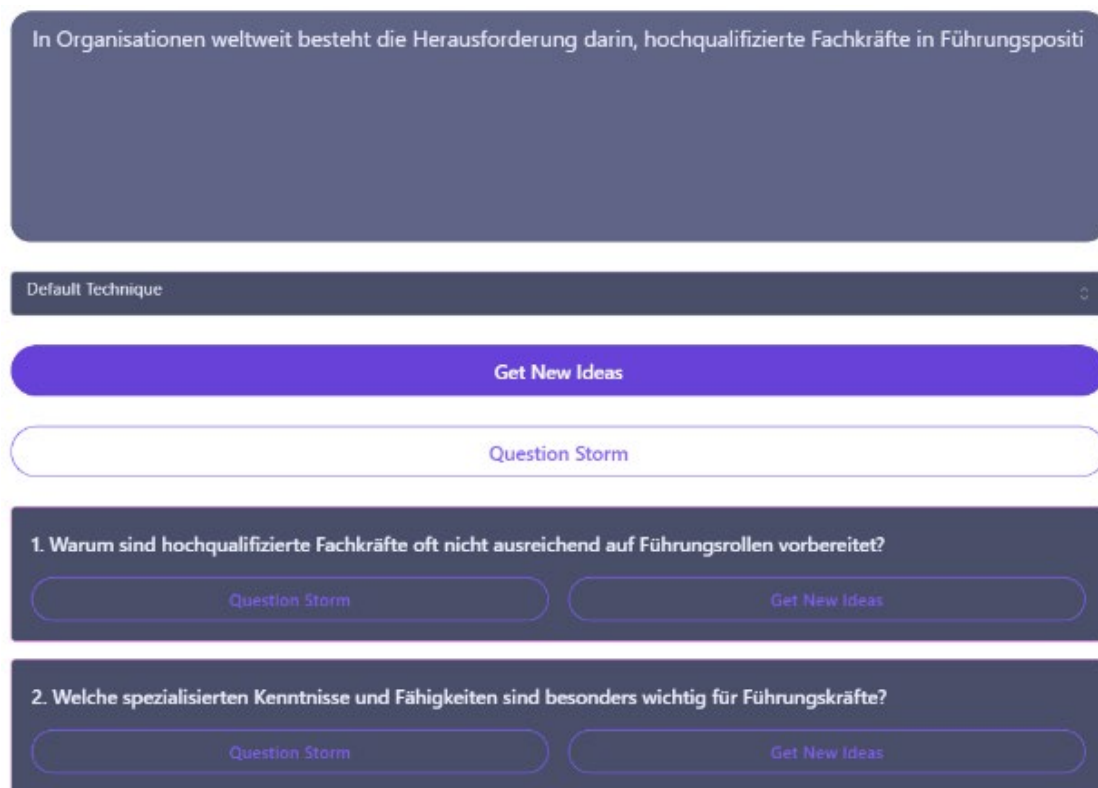 In Organisationen weltweit besteht die Herausforderung darin, hochqualifizierte Fachkräfte in Führungspositi
Default Technique
Get New Ideas
Question Storm
1. Warum sind hochqualifizierte Fachkräfte oft nicht ausreichend auf Führungsrollen vorbereitet?
Question Storm
Get New Ideas
2. Welche spezialisierten Kenntnisse und Fähigkeiten sind besonders wichtig für Führungskräfte?
Question Storm
Get New Ideas